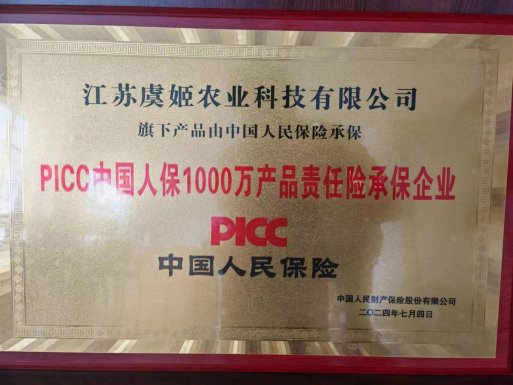 江苏虞姬农业科技有限公司
旗下产品由中国人民保险承保
PICC中国人保1000万产品责任险承保企业
PICC
中国人民保险
中国人民财产保险股份有限公司
二〇二四年七月四日